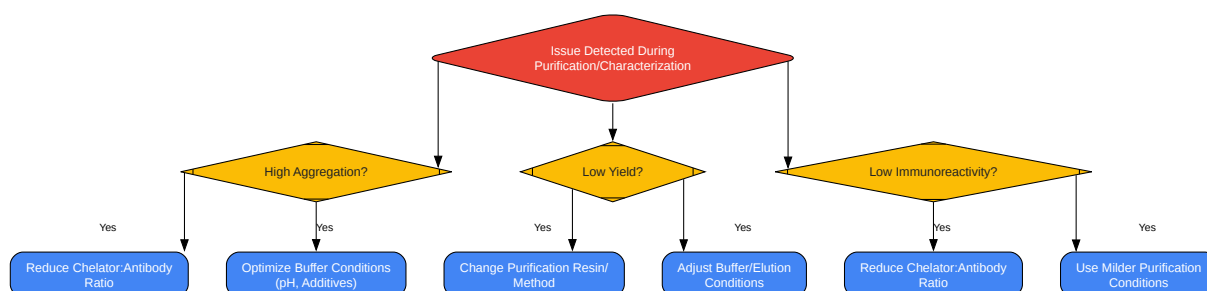 Issue Detected During
Purification/Characterization
High Aggregation?
Low Yield?
Low Immunoreactivity?
Yes
Yes
Yes
Yes
Yes
Yes
Reduce Chelator:Antibody
Ratio
Optimize Buffer Conditions
(pH, Additives)
Change Purification Resin/
Method
Adjust Buffer/Elution
Conditions
Reduce Chelator:Antibody
Ratio
Use Milder Purification
Conditions